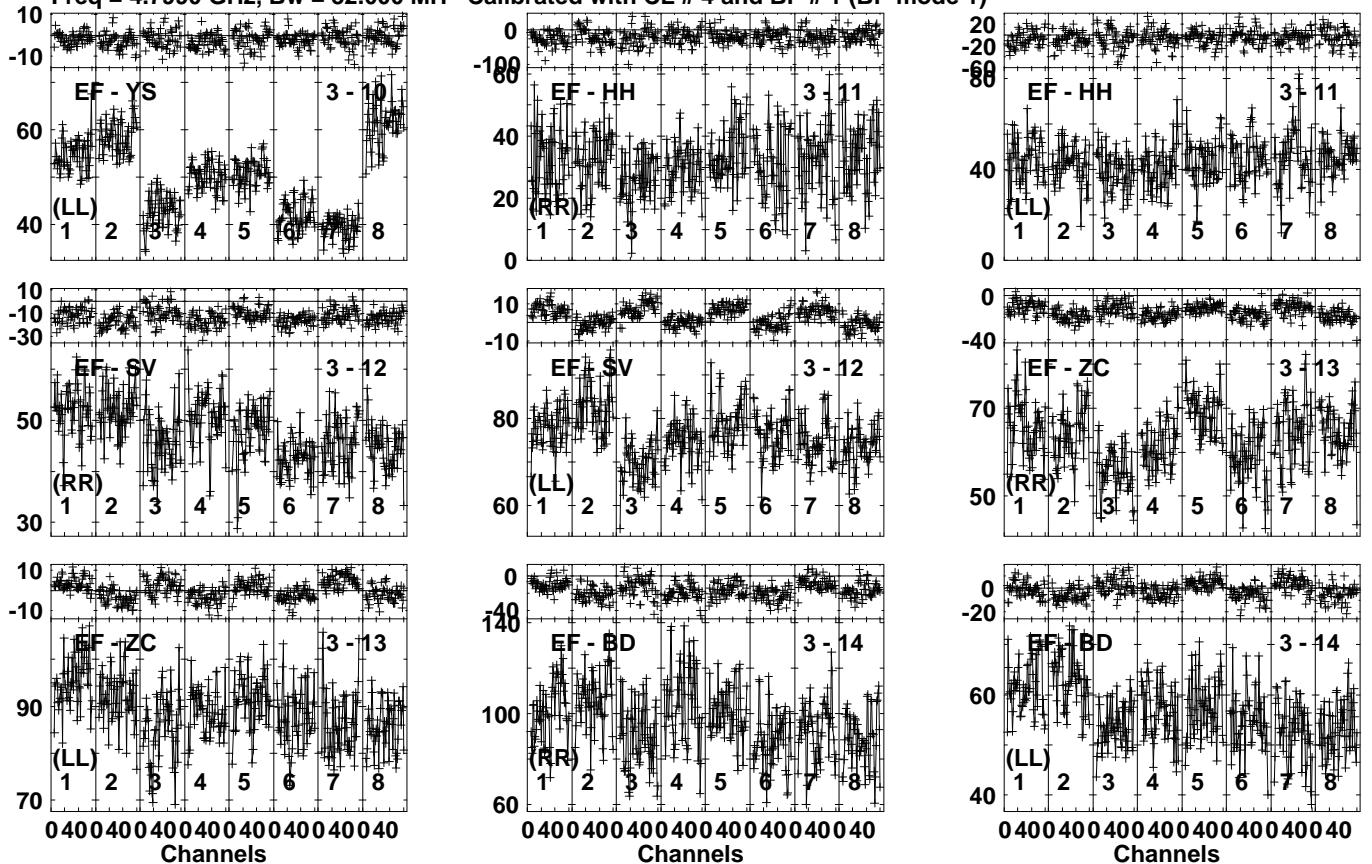 Calibrated with CL # 4 and BP # 1 (BP mode 1)
10 0 -10
0 -100
20 0 -20 -60
EF - YS 3 - 10
60 40
(LL)
1 2 3 4 5 6 7 8
EF - HH 3 - 11
60 40 20 0
(RR)
1 2 3 4 5 6 7 8
EF - HH 3 - 11
80 40 0
(LL)
1 2 3 4 5 6 7 8
10 -10 -30
10 -10
0 -40
EF - SV 3 - 12
50 30
(RR)
1 2 3 4 5 6 7 8
EF - SV 3 - 12
80 60
(LL)
1 2 3 4 5 6 7 8
EF - ZC 3 - 13
70 50
(RR)
1 2 3 4 5 6 7 8
10 -10
0 -40
0 -20
EF - ZC 3 - 13
90 70
(LL)
1 2 3 4 5 6 7 8
EF - BD 3 - 14
140 100 60
(RR)
1 2 3 4 5 6 7 8
EF - BD 3 - 14
60 40
(LL)
1 2 3 4 5 6 7 8
0 40 0 40 0 40 0 40 0 40 0 40 0 40 0 40
0 40 0 40 0 40 0 40 0 40 0 40 0 40 0 40
0 40 0 40 0 40 0 40 0 40 0 40 0 40 0 40
Channels Channels Channels